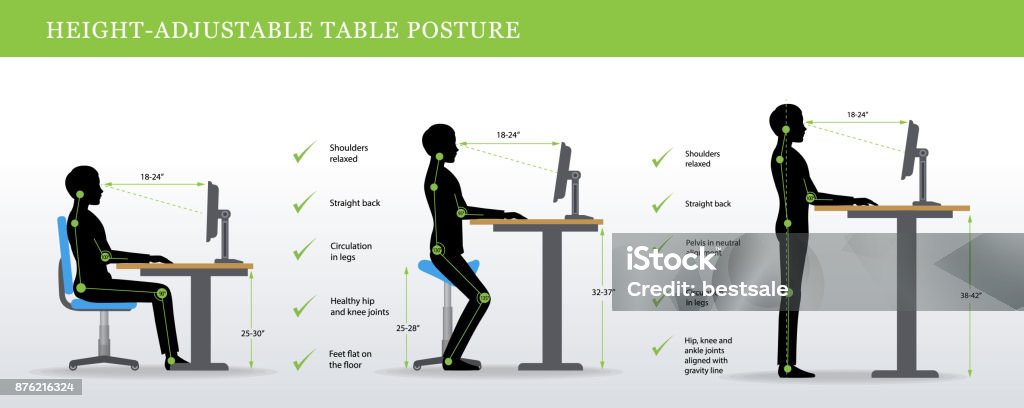 HEIGHT-ADJUSTABLE TABLE POSTURE
18-24”
25-30”
Shoulders
relaxed
Straight back
Circulation
in legs
Healthy hip
and knee joints
Feet flat on
the floor
18-24”
25-28”
32-37”
Shoulders
relaxed
Straight back
Pelvis in neutral
in legs
Hip, knee and
ankle joints
aligned with
gravity line
18-24”
38-42”
iStock
Credit: bestsale
876216324